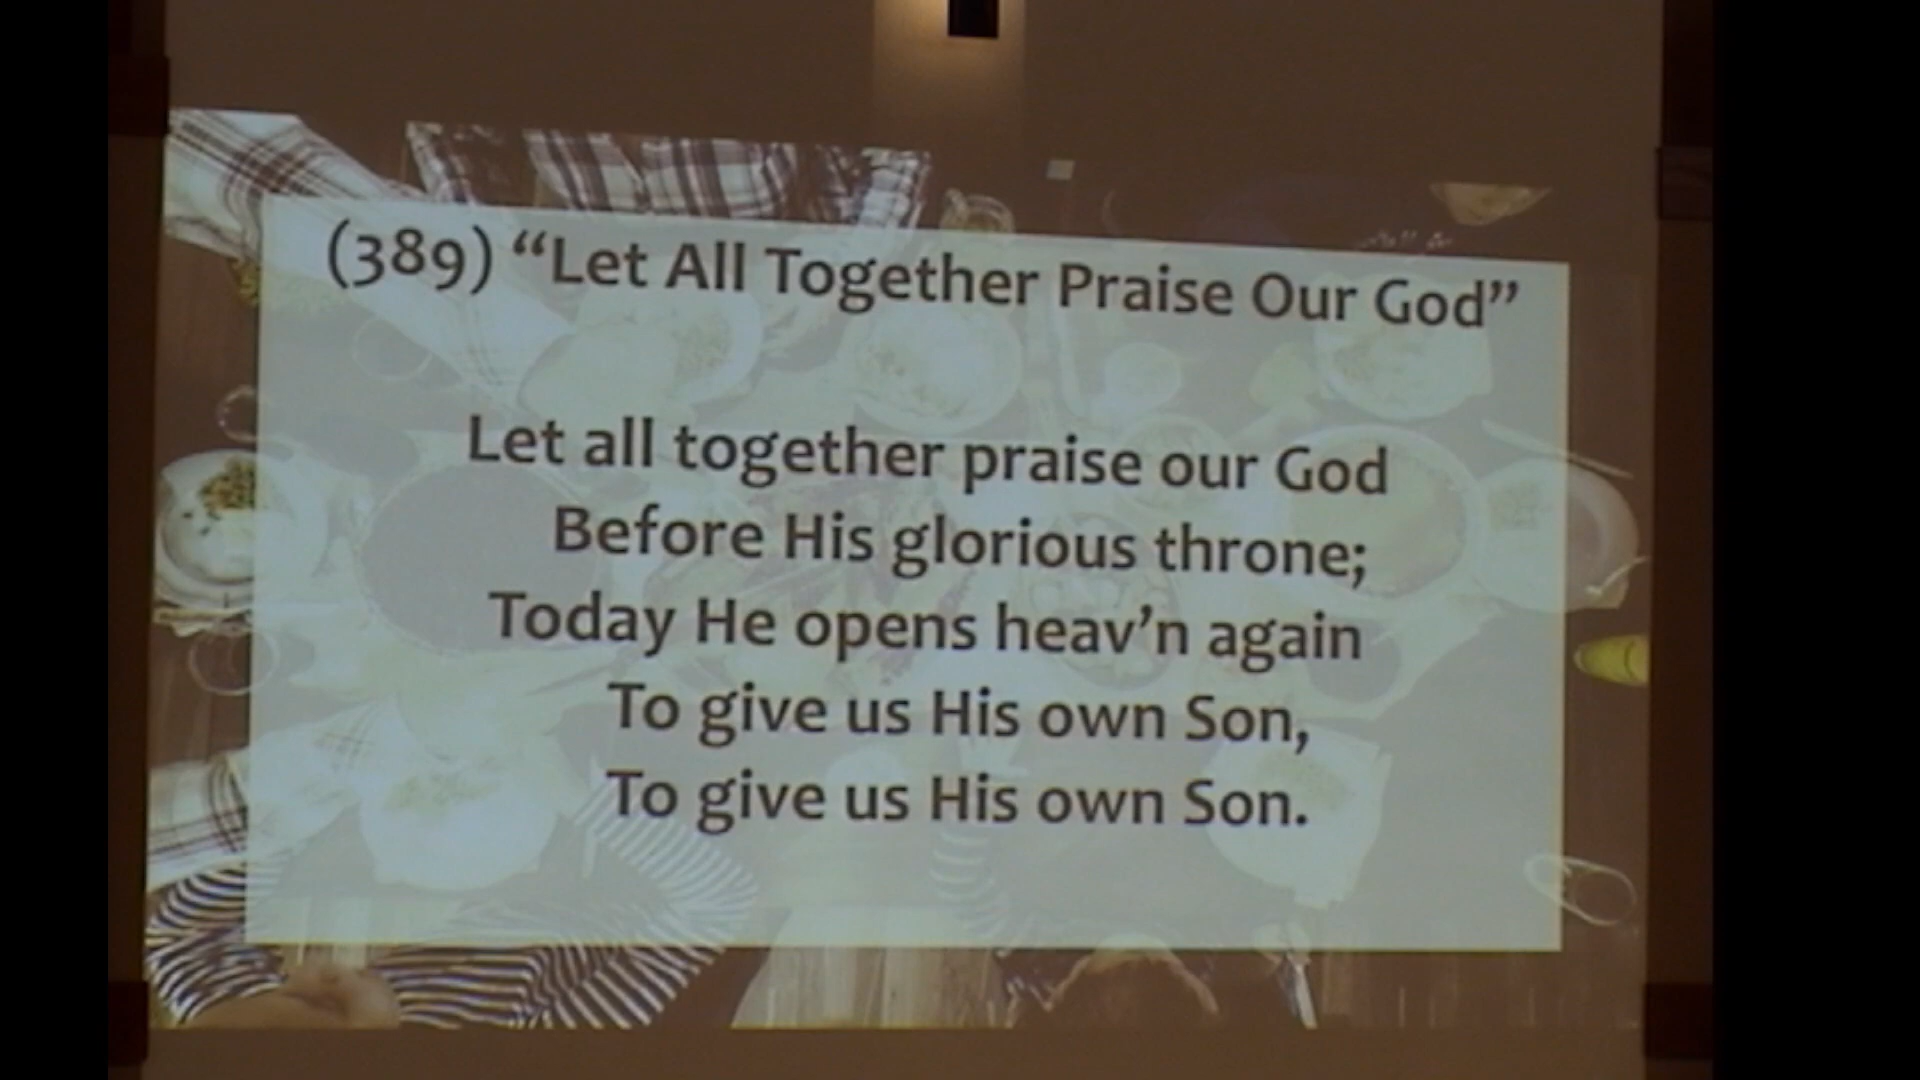 (389) “Let All Together Praise Our God”
Let all together praise our God
Before His glorious throne;
Today He opens heav’n again
To give us His own Son,
To give us His own Son.